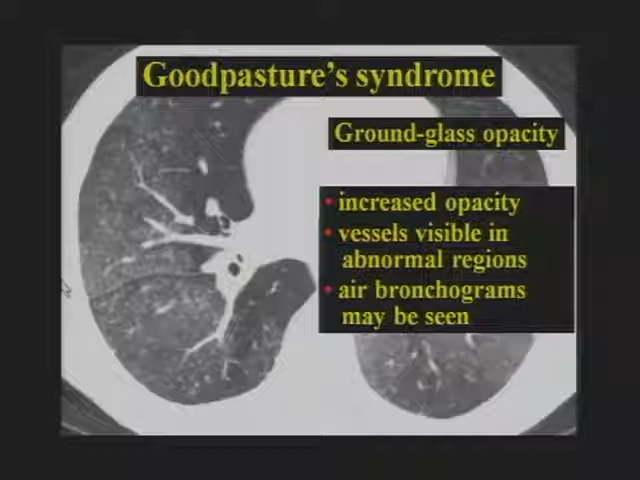 Goodpasture's syndrome
Ground-glass opacity
• increased opacity
• vessels visible in
abnormal regions
• air bronchograms
may be seen